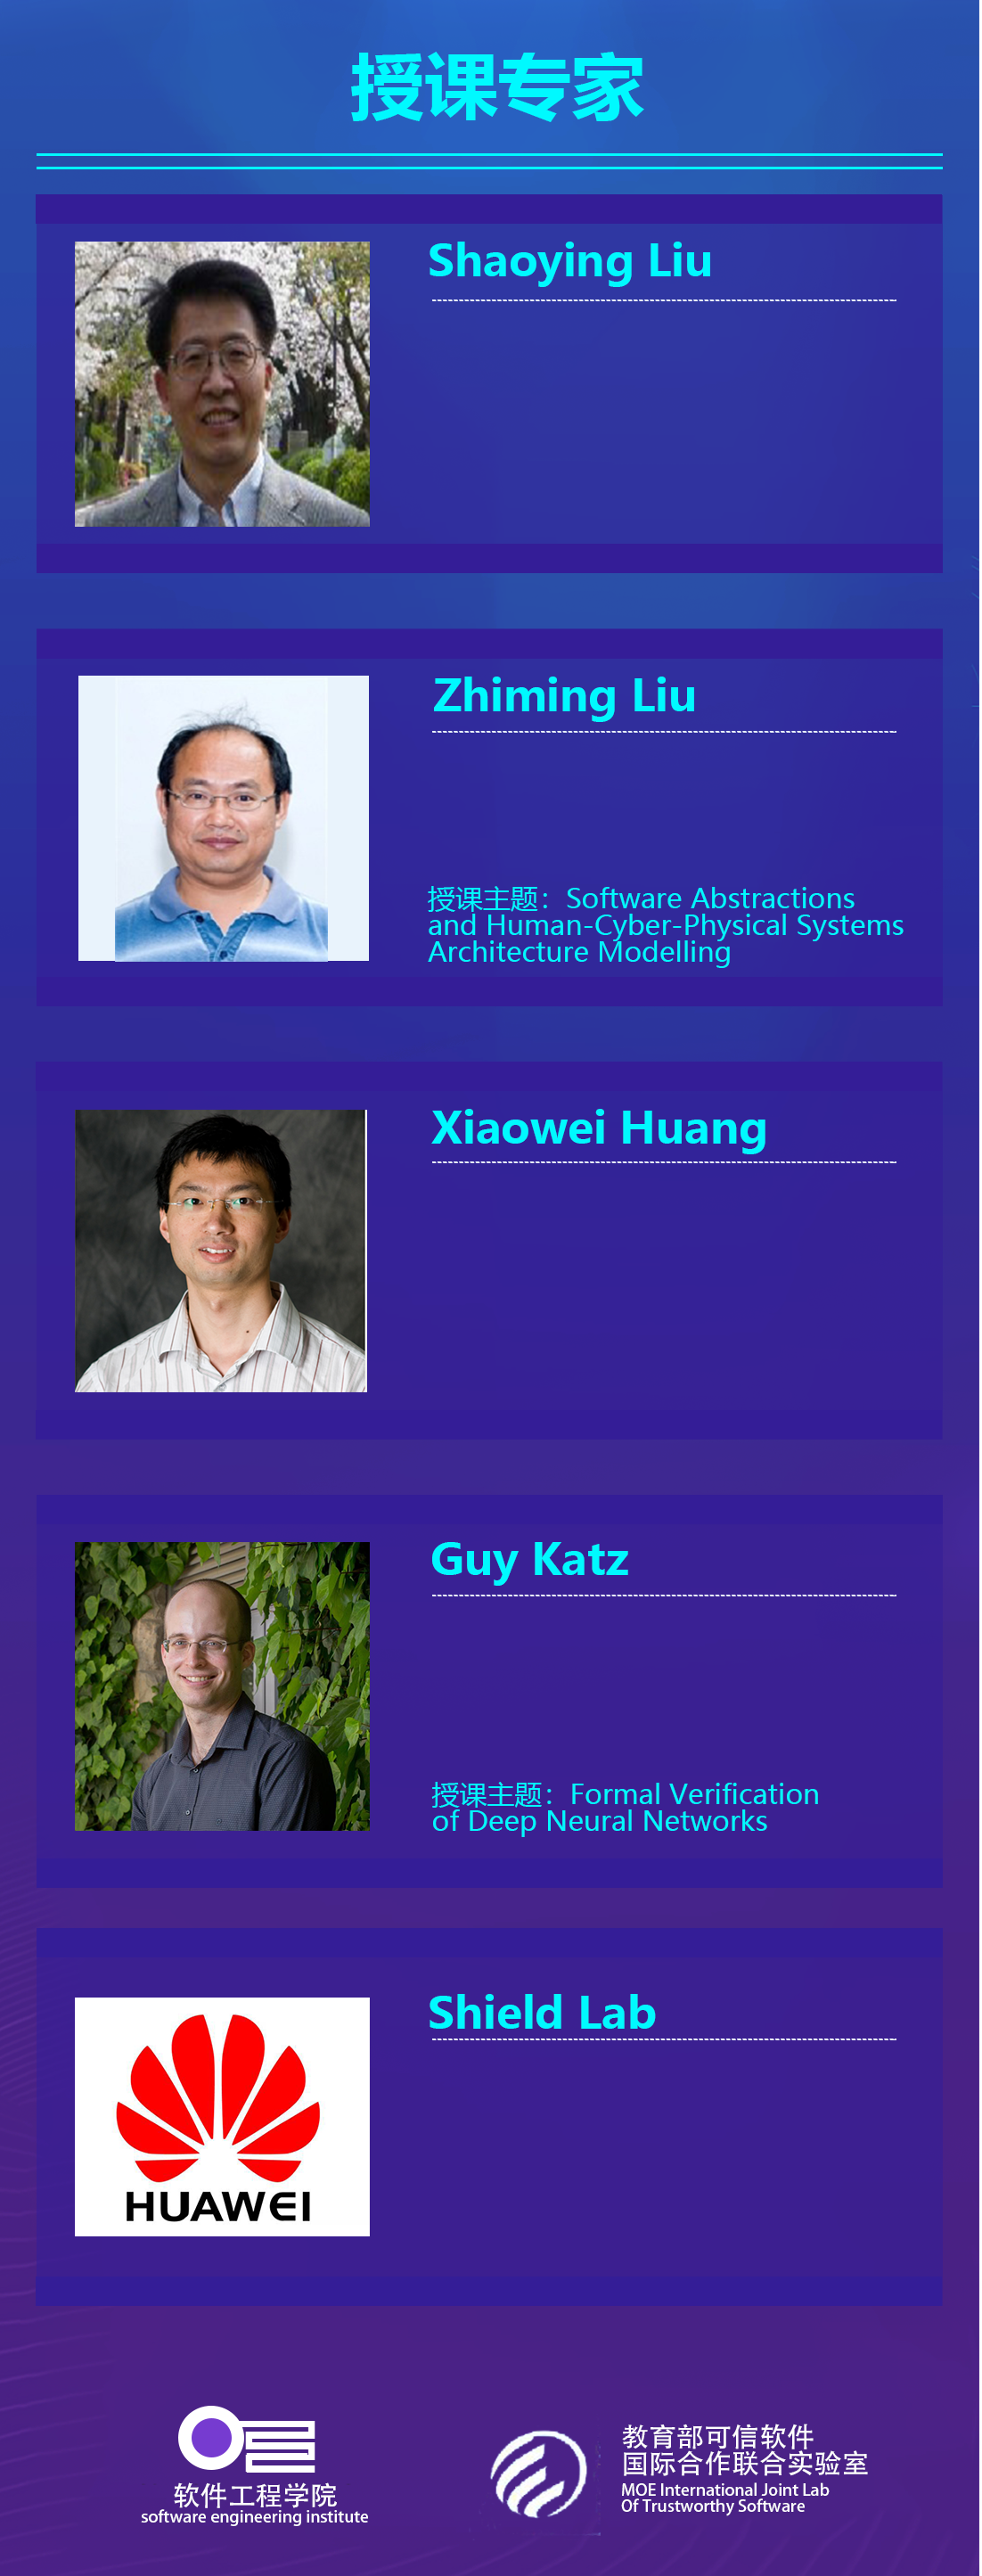 授课专家
Shaoying Liu
Zhiming Liu
授课主题：Software Abstractions
and Human-Cyber-Physical Systems
Architecture Modelling
Xiaowei Huang
Guy Katz
授课主题：Formal Verification
of Deep Neural Networks
Shield Lab
HUAWEI
软件工程学院
software engineering institute
教育部可信软件
国际合作联合实验室
MOE International Joint Lab
Of Trustworthy Software